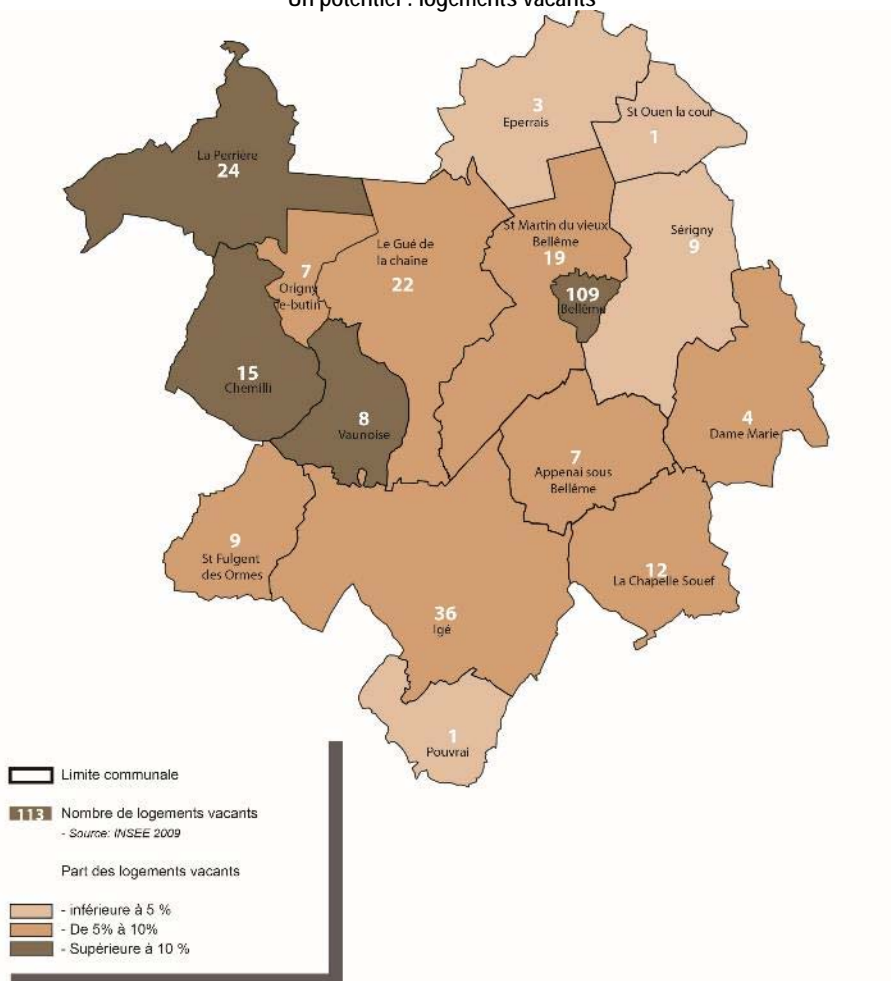 Un potentiel : logements vacants
3
Eperrais
St Ouen la cour
1
La Perrière
24
St Martin du vieux
Bellême
19
Sérigny
9
Le Gué de
la chaîne
22
7
Origny
le-butin
109
Bellême
15
Chemilli
8
Vaunoise
4
Dame Marie
7
Appenai sous
Bellême
9
St Fulgent
des Ormes
12
La Chapelle Souef
36
Igé
1
Pouvrai
Limite communale
113 Nombre de logements vacants
- Source: INSEE 2009
Part des logements vacants
- inférieure à 5 %
- De 5% à 10%
- Supérieure à 10 %